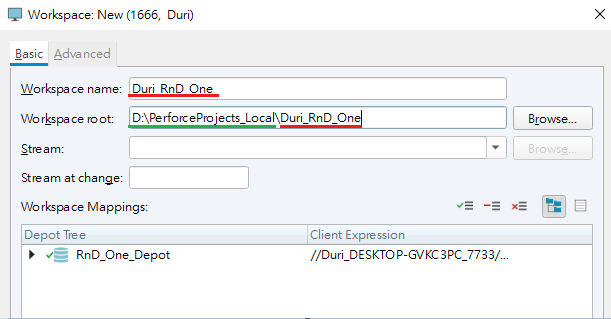 Workspace: New (1666,  Duri)
Basic Advanced
Workspace name: Duri_RnD_One
Workspace root: D:\PerforceProjects_Local\Duri_RnD_One Browse...
Stream: Browse...
Stream at change:
Workspace Mappings:
Depot Tree Client Expression
RnD_One_Depot //Duri_DESKTOP-GVKC3PC_7733/...